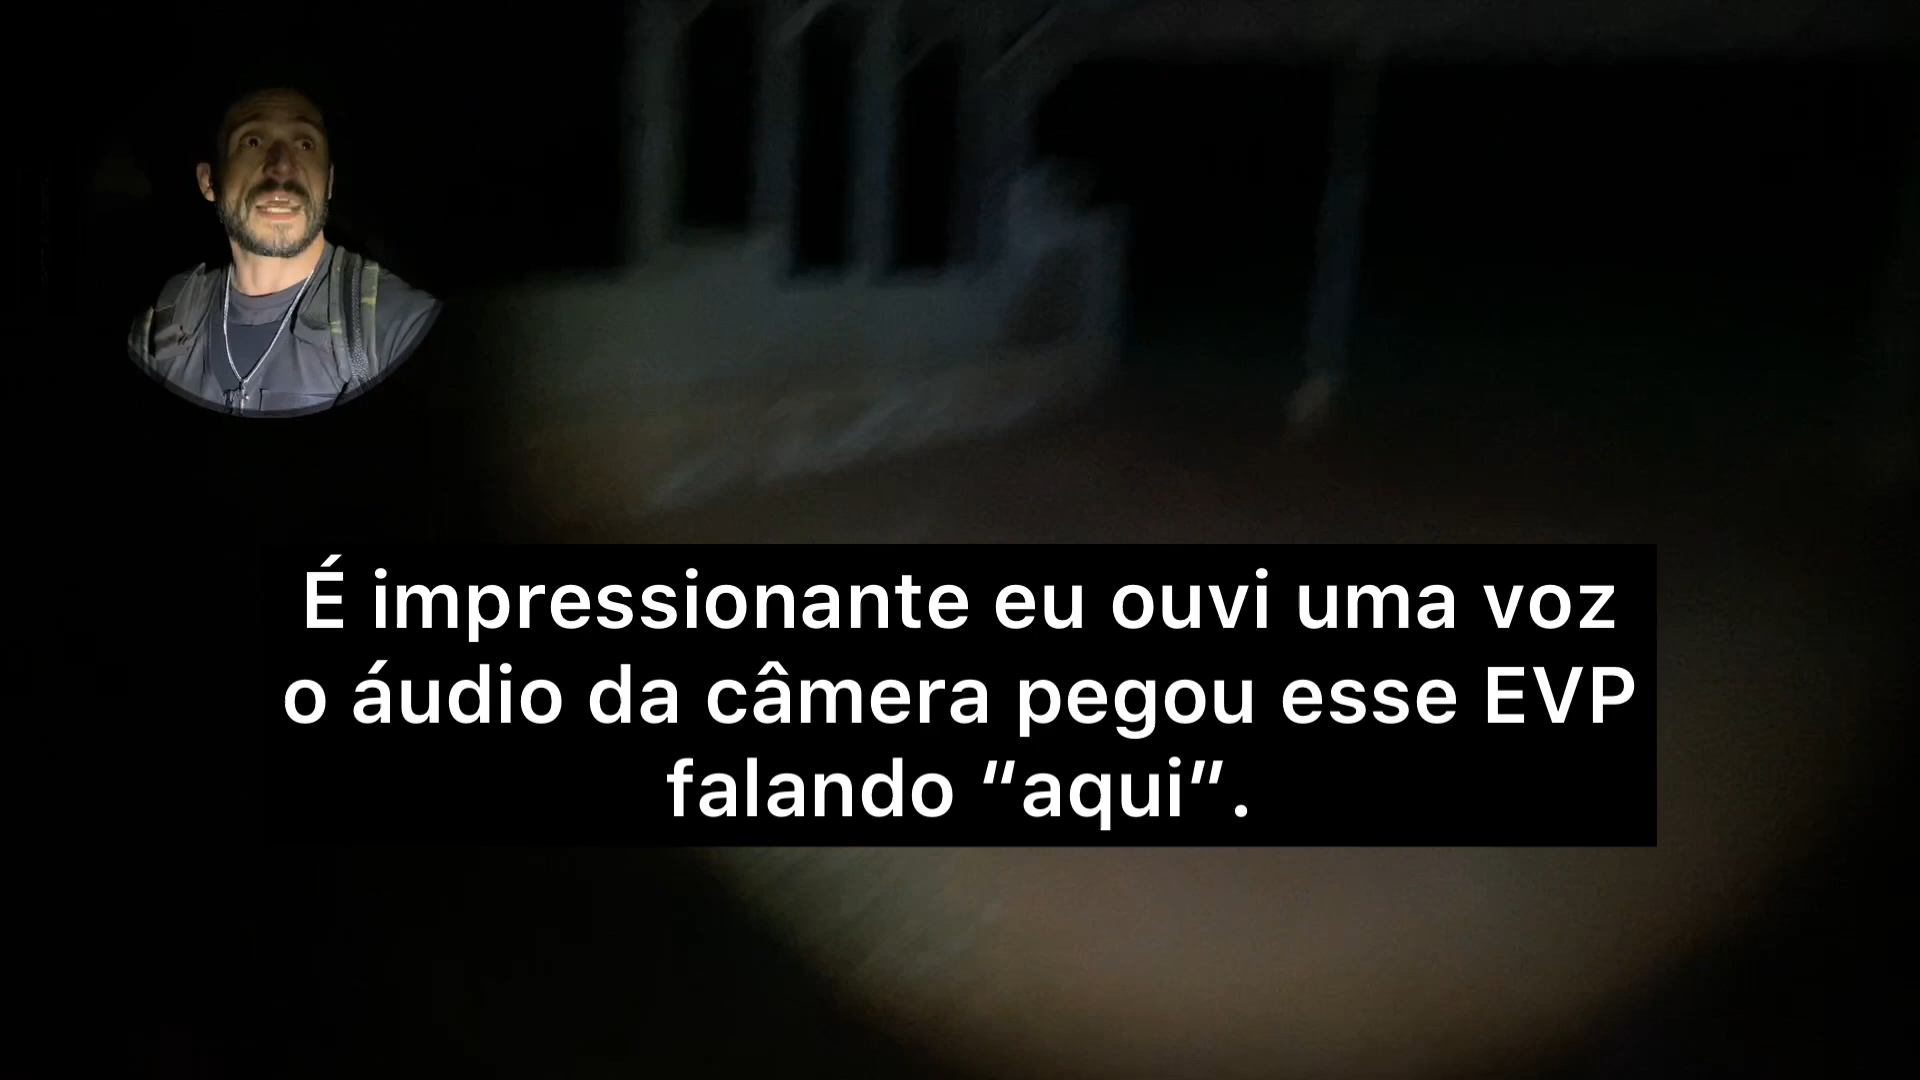 É impressionante eu ouvi uma voz
o áudio da câmera pegou esse EVP
falando “aqui”.